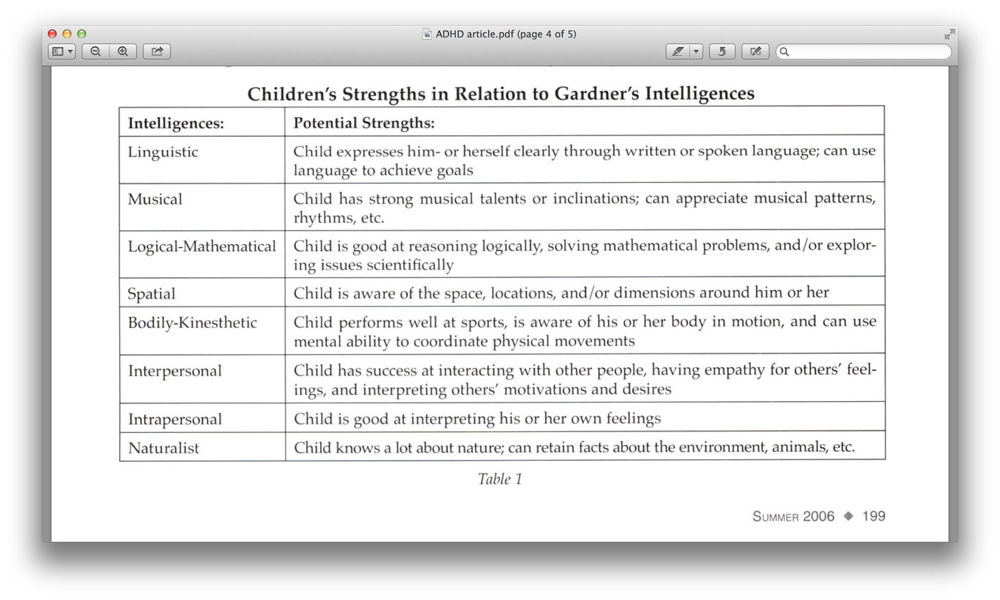 ADHD article.pdf (page 4 of 5)
Children's Strengths in Relation to Gardner's Intelligences
Intelligences: Potential Strengths:
Linguistic Child expresses him- or herself clearly through written or spoken language; can use
language to achieve goals
Musical Child has strong musical talents or inclinations; can appreciate musical patterns,
rhythms, etc.
Logical-Mathematical Child is good at reasoning logically, solving mathematical problems, and/or explor-
ing issues scientifically
Spatial Child is aware of the space, locations, and/or dimensions around him or her
Bodily-Kinesthetic Child performs well at sports, is aware of his or her body in motion, and can use
mental ability to coordinate physical movements
Interpersonal Child has success at interacting with other people, having empathy for others' feel-
ings, and interpreting others' motivations and desires
Intrapersonal Child is good at interpreting his or her own feelings
Naturalist Child knows a lot about nature; can retain facts about the environment, animals, etc.
Table 1
SUMMER 2006 ◆ 199